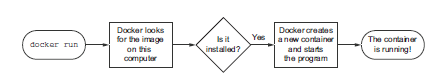 docker run
Docker looks
for the image
on this
computer
Is it
installed?
Yes
Docker creates
a new container
and starts
the program
The container
is running!